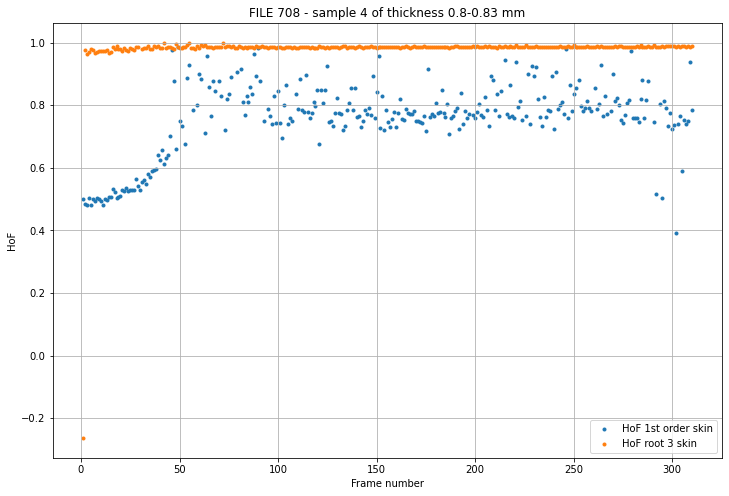 FILE 708 - sample 4 of thickness 0.8-0.83 mm
1.0
0.8
0.6
0.4
0.2
0.0
−0.2
HoF
0
50
100
150
200
250
300
Frame number
HoF 1st order skin
HoF root 3 skin